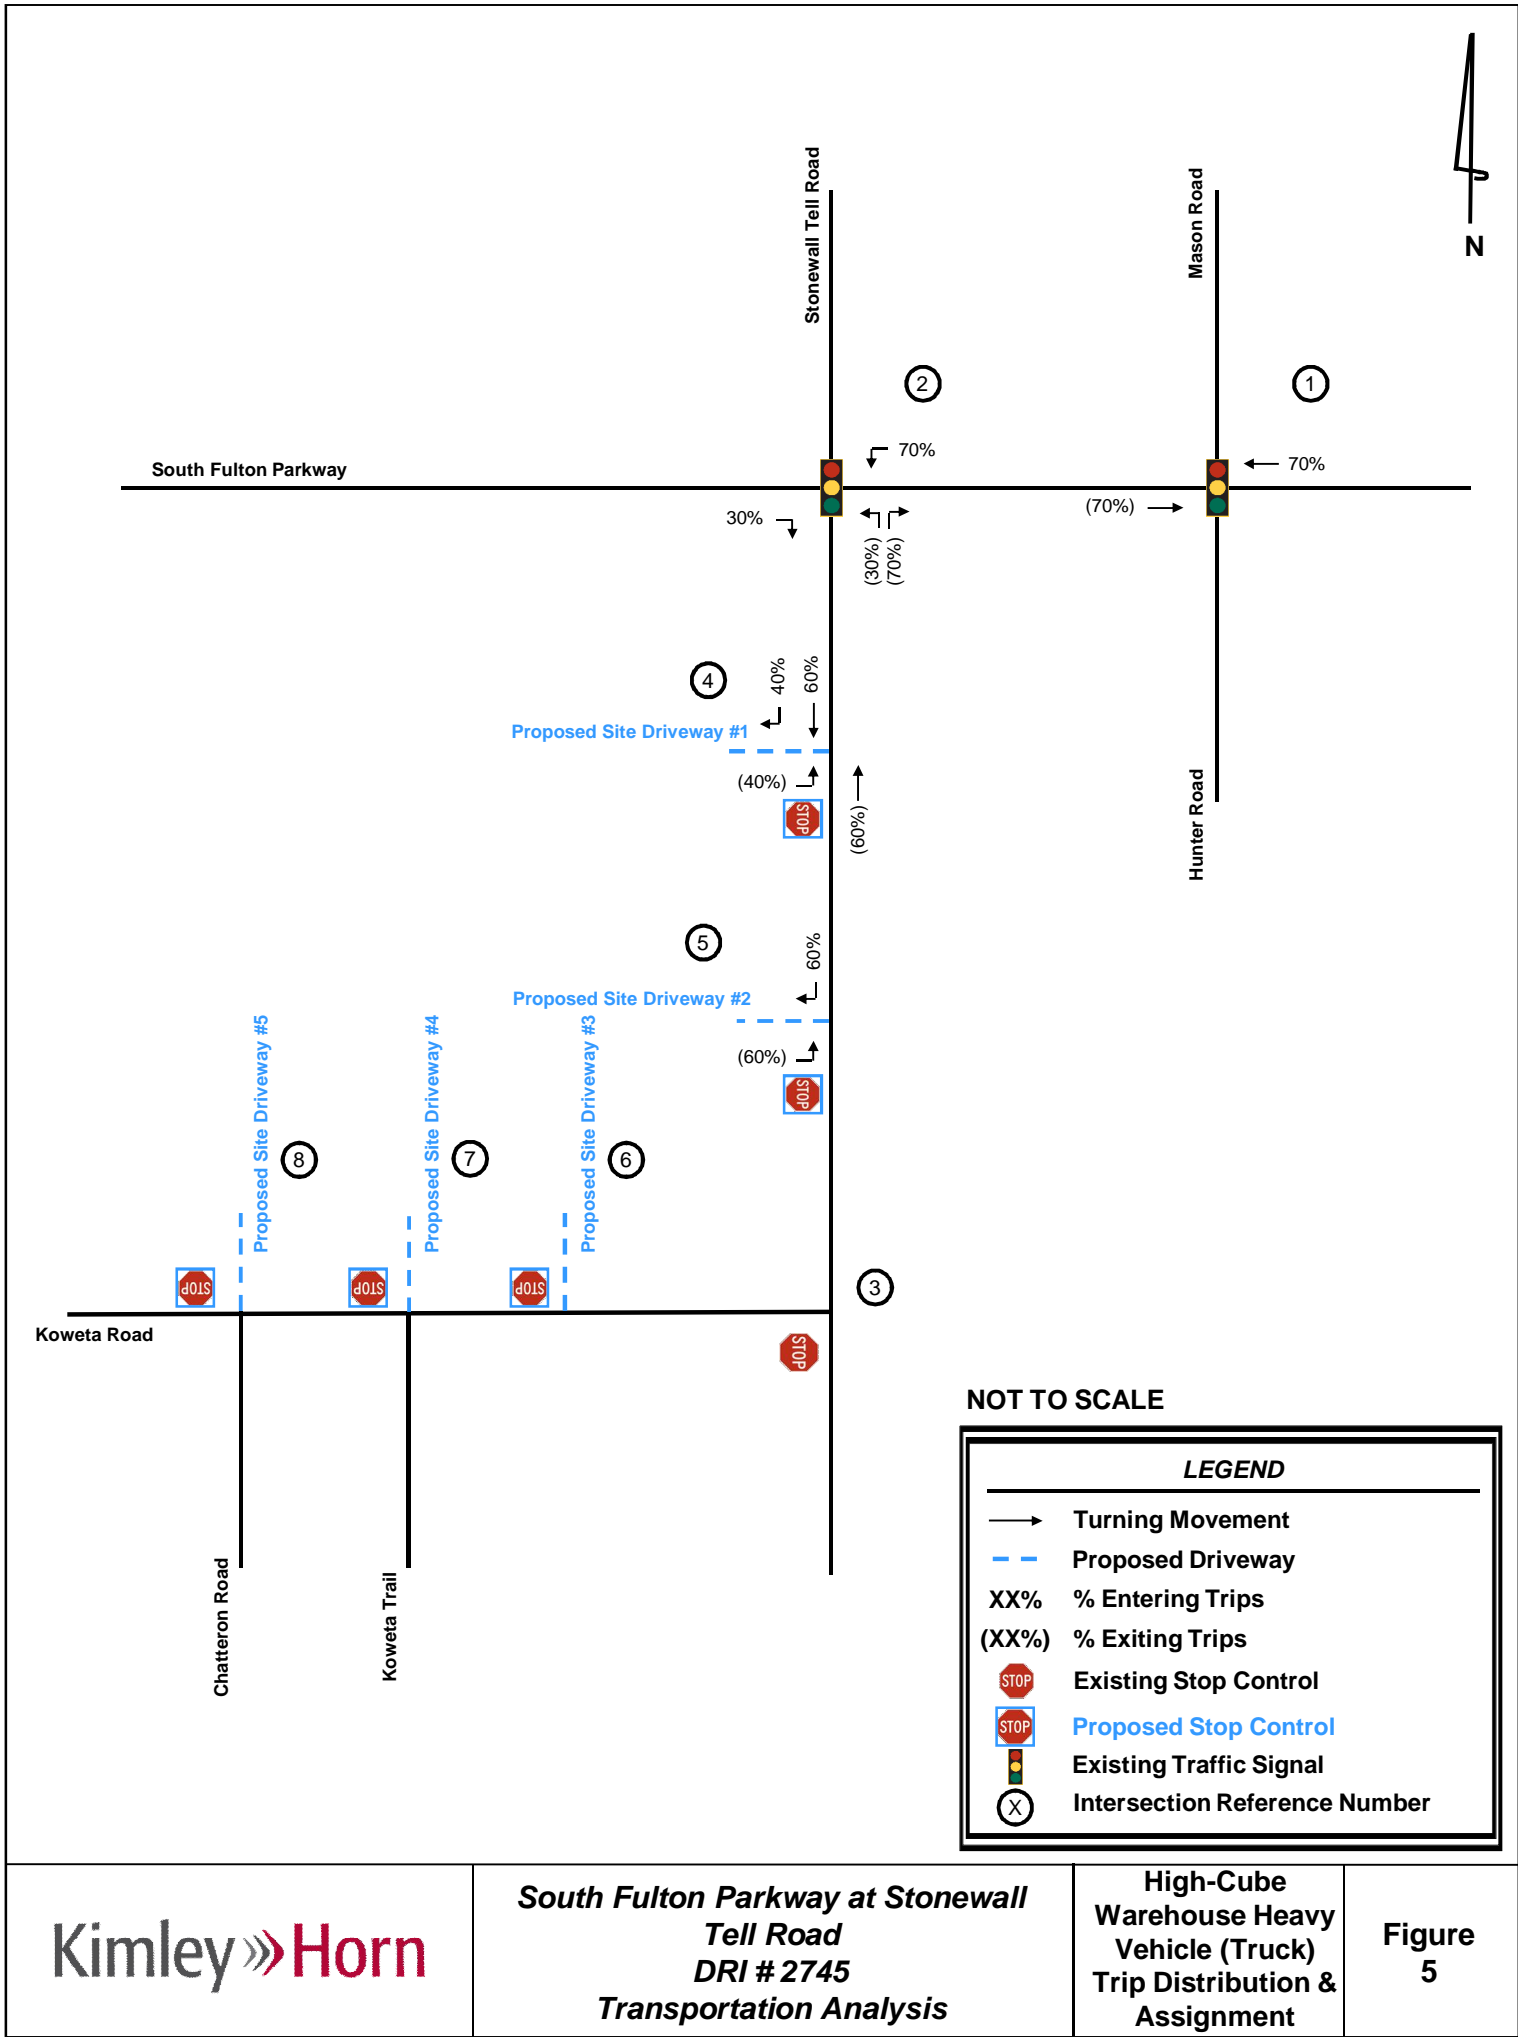 N
Stonewall Tell Road
Mason Road
2
1
South Fulton Parkway
70%
70%
30%
(70%)
(30%)
(70%)
4
40%
60%
Proposed Site Driveway #1
(40%)
STOP
(60%)
Hunter Road
5
60%
Proposed Site Driveway #2
(60%)
STOP
Proposed Site Driveway #5
Proposed Site Driveway #4
Proposed Site Driveway #3
8
7
6
STOP
STOP
STOP
3
Koweta Road
STOP
Chatteron Road
Koweta Trail
NOT TO SCALE
LEGEND
Turning Movement
Proposed Driveway
XX% % Entering Trips
(XX%) % Exiting Trips
STOP Existing Stop Control
STOP Proposed Stop Control
Existing Traffic Signal
X Intersection Reference Number
Kimley»Horn
South Fulton Parkway at Stonewall
Tell Road
DRI # 2745
Transportation Analysis
High-Cube
Warehouse Heavy
Vehicle (Truck)
Trip Distribution &
Assignment
Figure
5